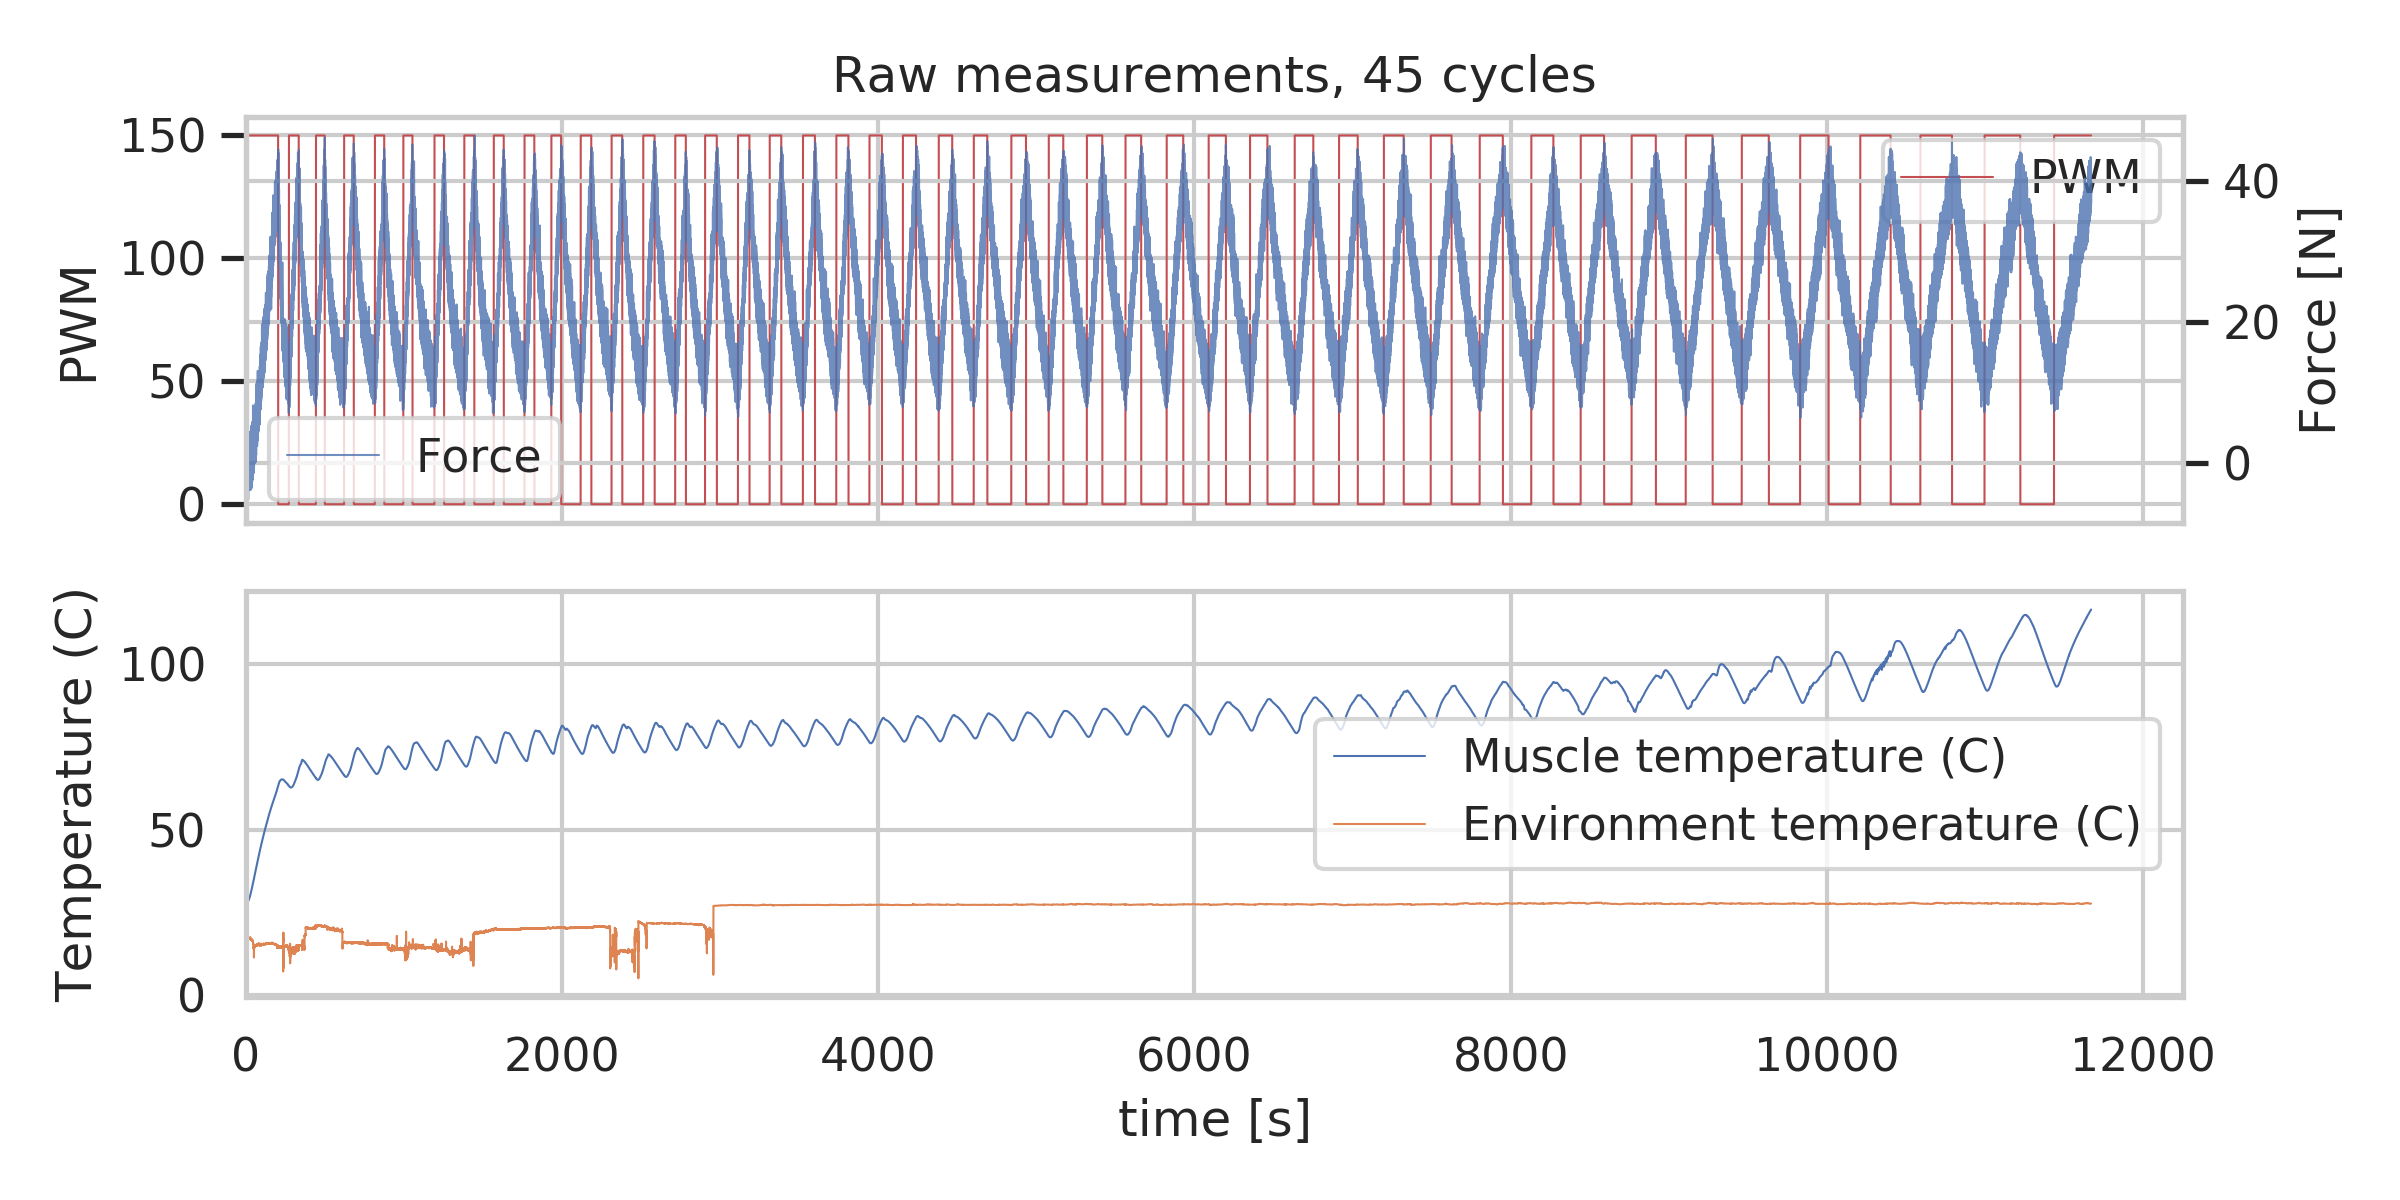 Raw measurements, 45 cycles
150
100
50
0
PWM
40
20
0
Force [N]
PWM
Force
100
50
0
Temperature (C)
Muscle temperature (C)
Environment temperature (C)
0 2000 4000 6000 8000 10000 12000
time [s]